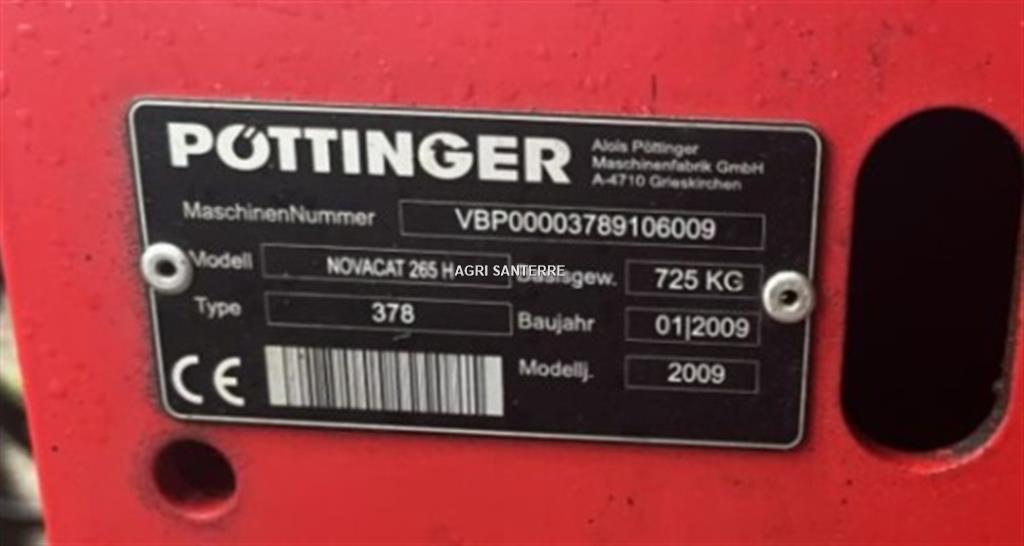 PÖTTINGER
Alois Pöttinger
Maschinenfabrik GmbH
A-4710 Grieskirchen
MaschinenNummer VBP00003789106009
Modell NOVACAT 265 H Basisgew. 725 KG
AGRI SANTERRE
Type 378 Baujahr 01|2009
CE Modellj. 2009